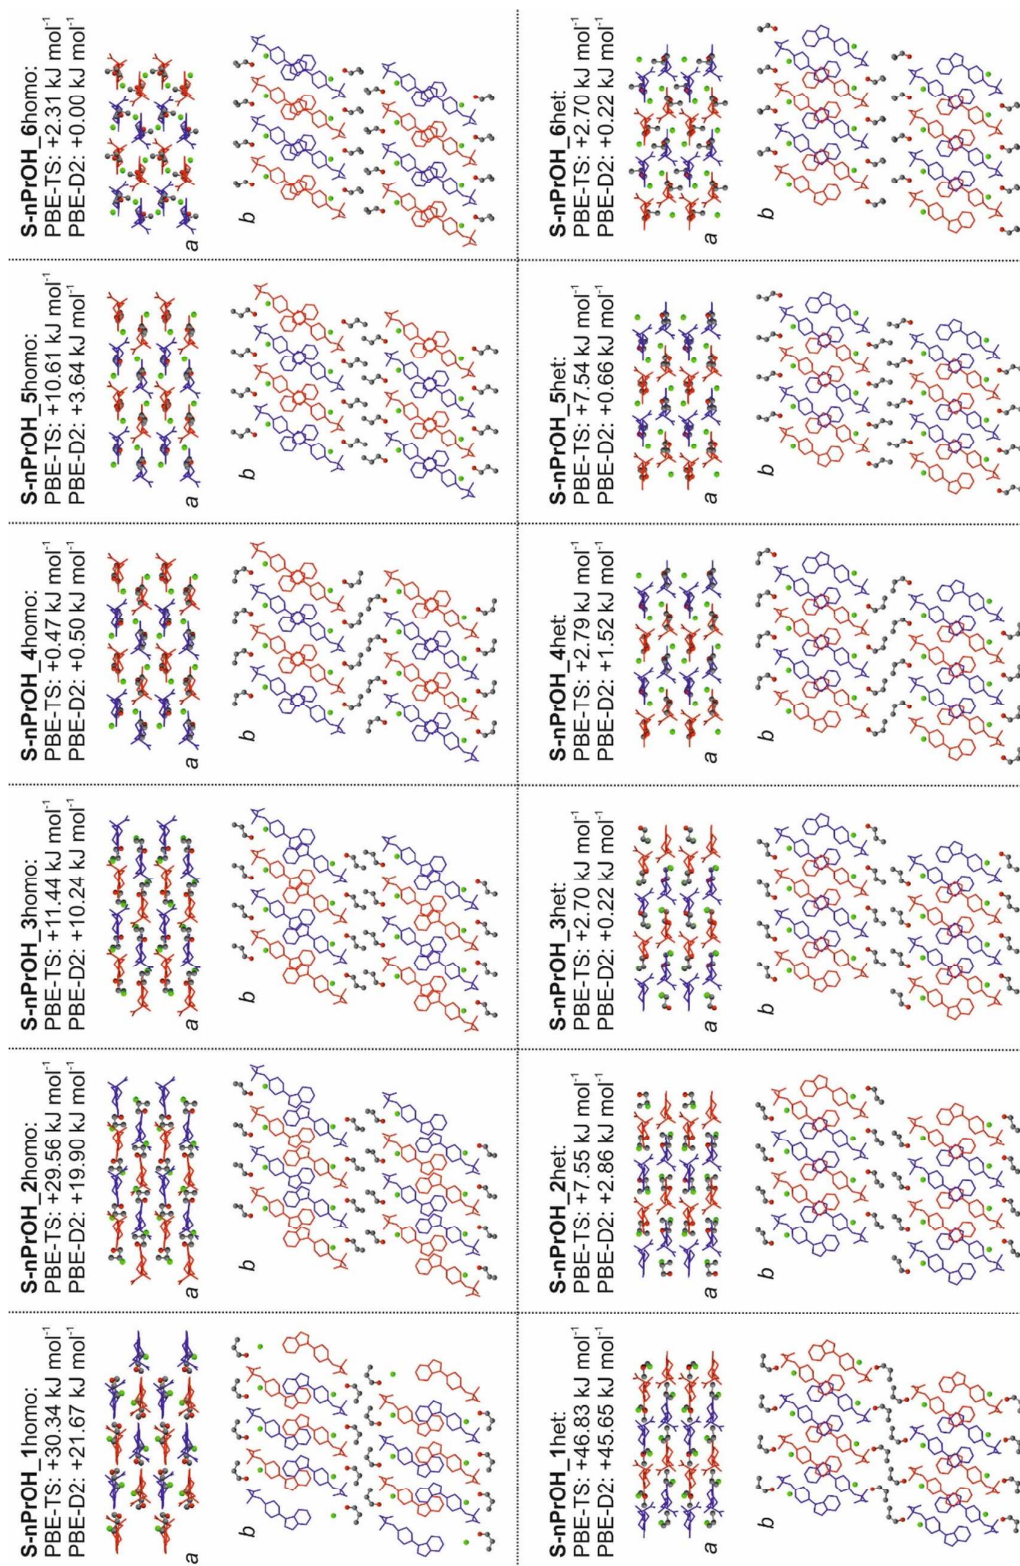 S-nPrOH_1homo:
PBE-TS: +30.34 kJ mol⁻¹
PBE-D2: +21.67 kJ mol⁻¹
a
b
S-nPrOH_2homo:
PBE-TS: +29.56 kJ mol⁻¹
PBE-D2: +19.90 kJ mol⁻¹
a
b
S-nPrOH_3homo:
PBE-TS: +11.44 kJ mol⁻¹
PBE-D2: +10.24 kJ mol⁻¹
a
b
S-nPrOH_4homo:
PBE-TS: +0.47 kJ mol⁻¹
PBE-D2: +0.50 kJ mol⁻¹
a
b
S-nPrOH_5homo:
PBE-TS: +10.61 kJ mol⁻¹
PBE-D2: +3.64 kJ mol⁻¹
a
b
S-nPrOH_6homo:
PBE-TS: +2.31 kJ mol⁻¹
PBE-D2: +0.00 kJ mol⁻¹
a
b
S-nPrOH_1het:
PBE-TS: +46.83 kJ mol⁻¹
PBE-D2: +45.65 kJ mol⁻¹
a
b
S-nPrOH_2het:
PBE-TS: +7.55 kJ mol⁻¹
PBE-D2: +2.86 kJ mol⁻¹
a
b
S-nPrOH_3het:
PBE-TS: +2.70 kJ mol⁻¹
PBE-D2: +0.22 kJ mol⁻¹
a
b
S-nPrOH_4het:
PBE-TS: +2.79 kJ mol⁻¹
PBE-D2: +1.52 kJ mol⁻¹
a
b
S-nPrOH_5het:
PBE-TS: +7.54 kJ mol⁻¹
PBE-D2: +0.66 kJ mol⁻¹
a
b
S-nPrOH_6het:
PBE-TS: +2.70 kJ mol⁻¹
PBE-D2: +0.22 kJ mol⁻¹
a
b